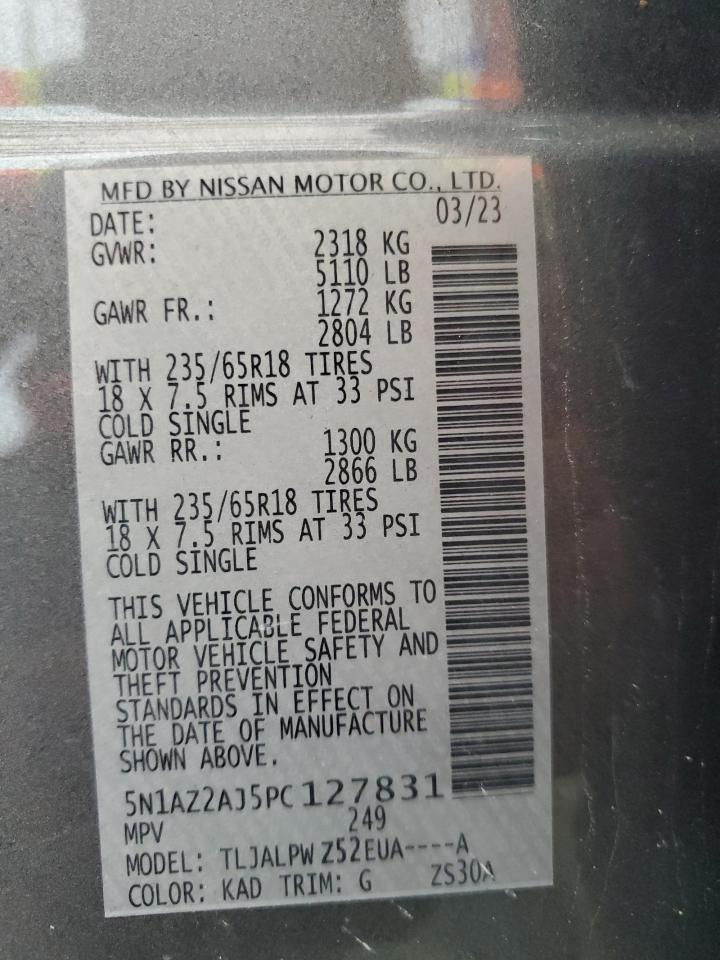 MFD BY NISSAN MOTOR CO., LTD.
DATE: 03/23
GVWR: 2318 KG
5110 LB
GAWR FR.: 1272 KG
2804 LB
WITH 235/65R18 TIRES
18 X 7.5 RIMS AT 33 PSI
COLD SINGLE
GAWR RR.: 1300 KG
2866 LB
WITH 235/65R18 TIRES
18 X 7.5 RIMS AT 33 PSI
COLD SINGLE
THIS VEHICLE CONFORMS TO
ALL APPLICABLE FEDERAL
MOTOR VEHICLE SAFETY AND
THEFT PREVENTION
STANDARDS IN EFFECT ON
THE DATE OF MANUFACTURE
SHOWN ABOVE.
5N1AZ2AJ5PC127831
MPV 249
MODEL: TLJALPW Z52EUA----A
COLOR: KAD TRIM: G ZS30A